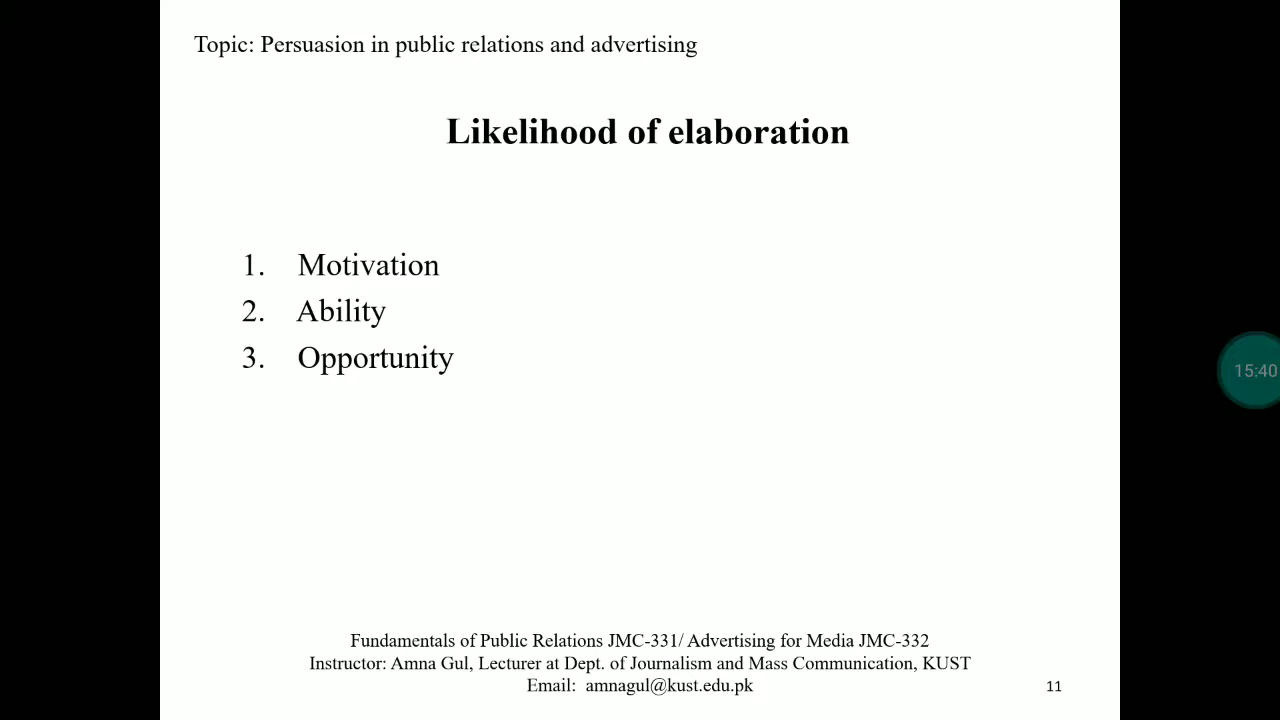 Topic: Persuasion in public relations and advertising
Likelihood of elaboration
1. Motivation
2. Ability
3. Opportunity
15:40
Fundamentals of Public Relations JMC-331/ Advertising for Media JMC-332
Instructor: Amna Gul, Lecturer at Dept. of Journalism and Mass Communication, KUST
Email: amnagul@kust.edu.pk
11